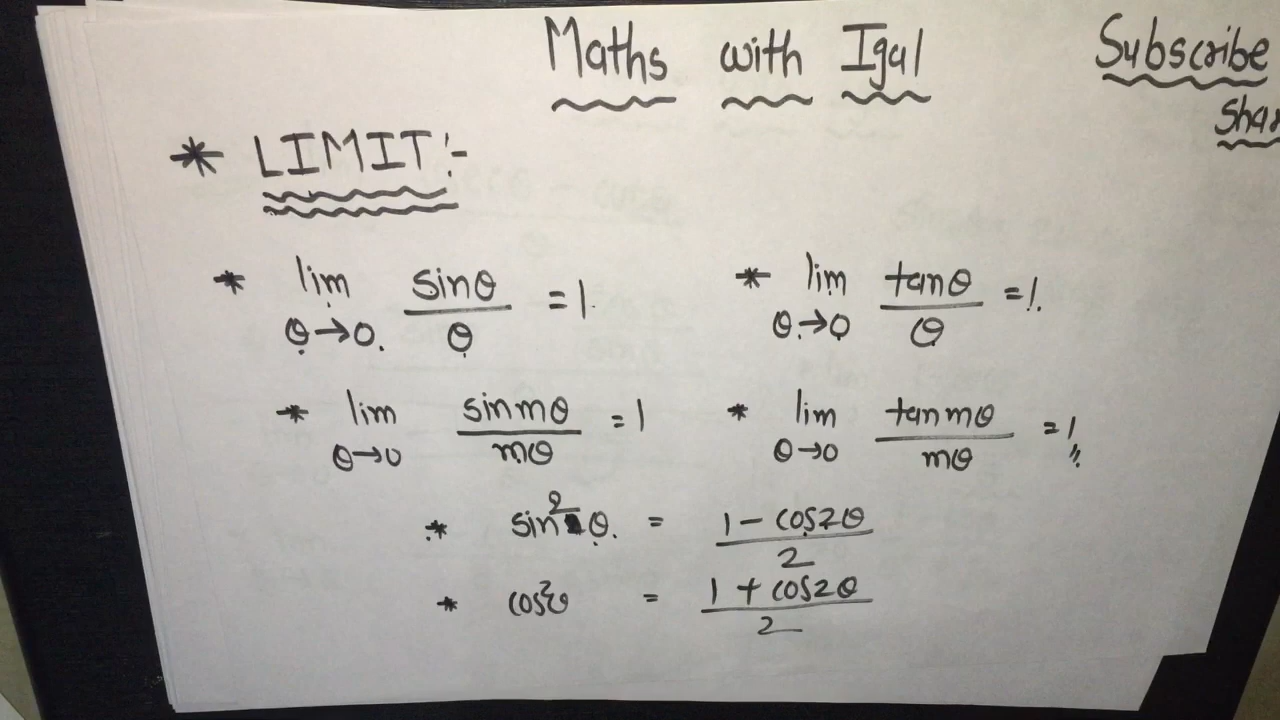 Maths with Igal Subscribe
* LIMIT:-
* lim θ→0. sinθ/θ = 1.
* lim θ→0 tanθ/θ = 1.
* lim θ→0 sinmθ/mθ = 1
* lim θ→0 tanmθ/mθ = 1
* sin²θ. = 1 - cos2θ/2
* cos²θ = 1 + cos2θ/2